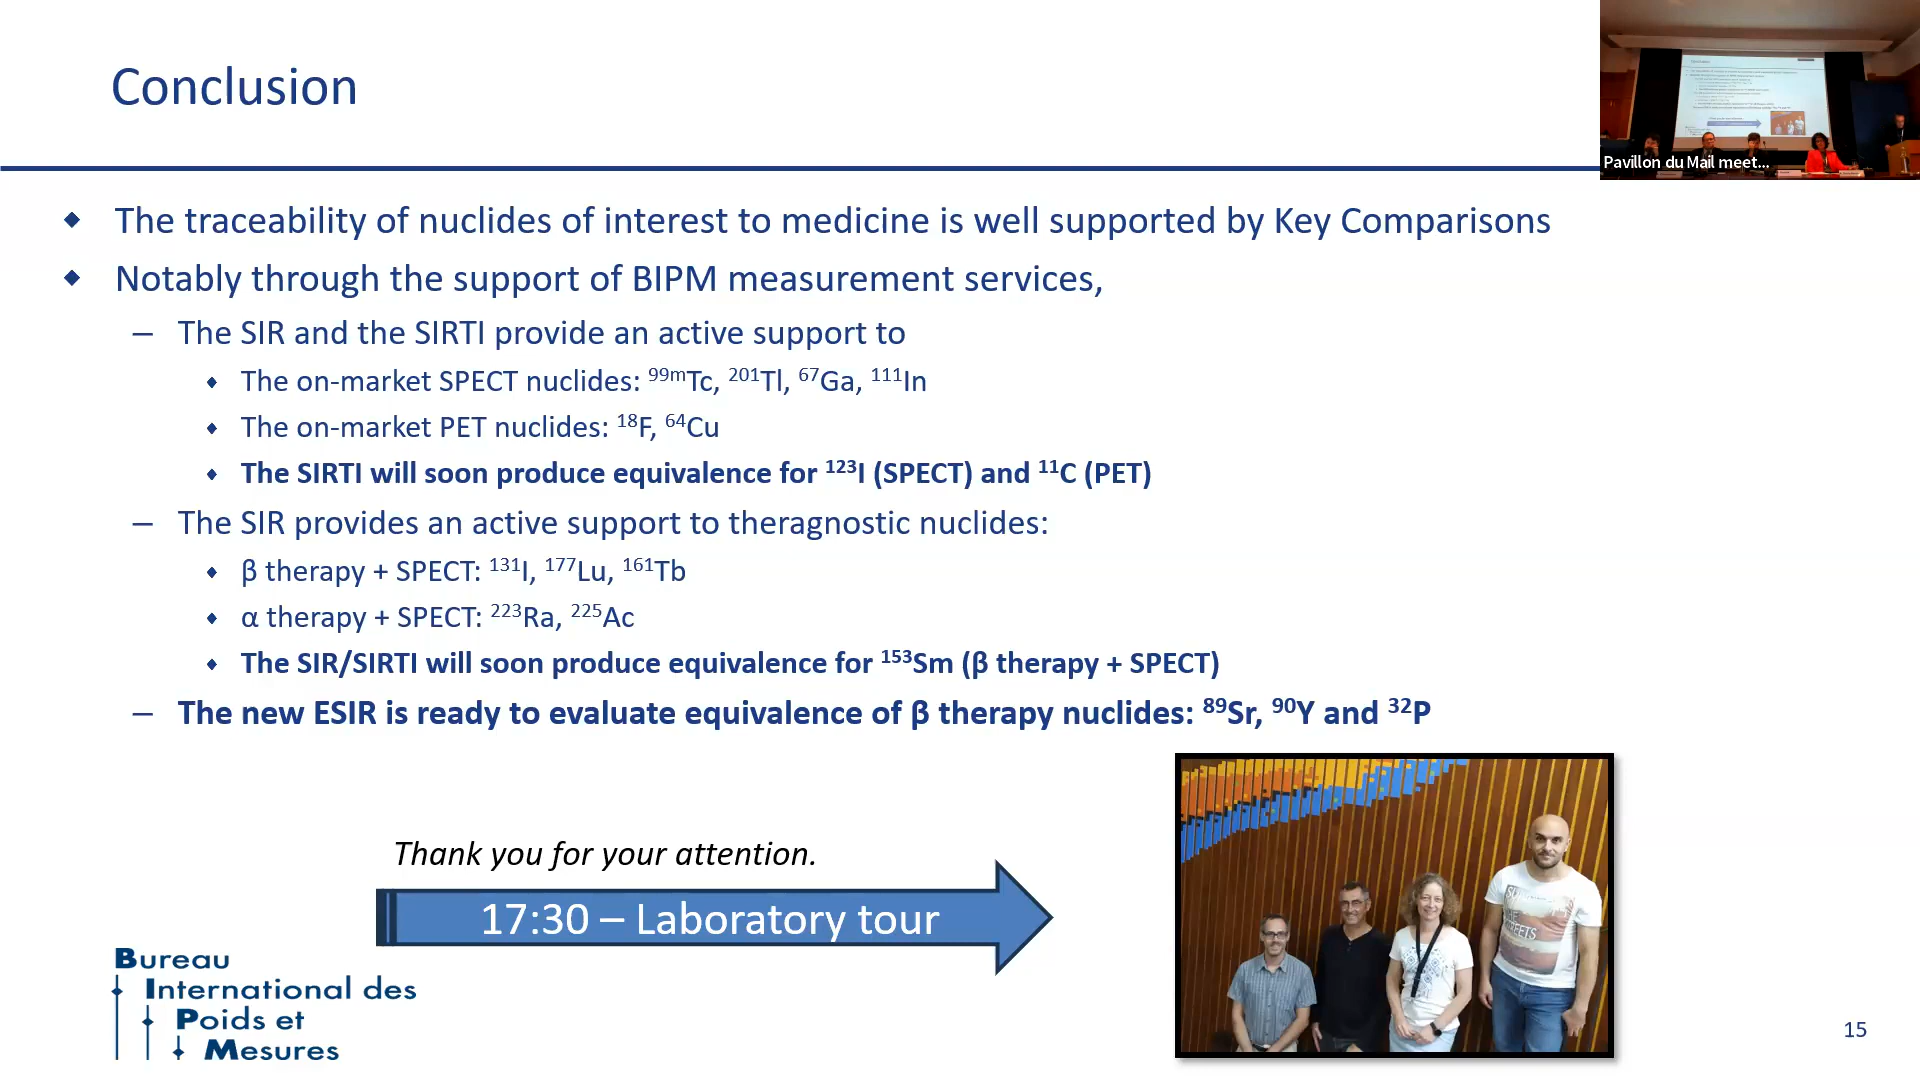 Conclusion
Pavillon du Mail meet...
◆ The traceability of nuclides of interest to medicine is well supported by Key Comparisons
◆ Notably through the support of BIPM measurement services,
– The SIR and the SIRTI provide an active support to
◆ The on-market SPECT nuclides: ⁹⁹ᵐTc, ²⁰¹Tl, ⁶⁷Ga, ¹¹¹In
◆ The on-market PET nuclides: ¹⁸F, ⁶⁴Cu
◆ The SIRTI will soon produce equivalence for ¹²³I (SPECT) and ¹¹C (PET)
– The SIR provides an active support to theragnostic nuclides:
◆ β therapy + SPECT: ¹³¹I, ¹⁷⁷Lu, ¹⁶¹Tb
◆ α therapy + SPECT: ²²³Ra, ²²⁵Ac
◆ The SIR/SIRTI will soon produce equivalence for ¹⁵³Sm (β therapy + SPECT)
– The new ESIR is ready to evaluate equivalence of β therapy nuclides: ⁸⁹Sr, ⁹⁰Y and ³²P
Thank you for your attention.
17:30 – Laboratory tour
Bureau
International des
Poids et
Mesures
15